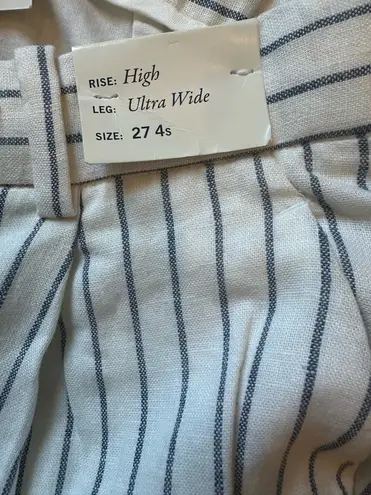 RISE: High
LEG: Ultra Wide
SIZE: 27 4s